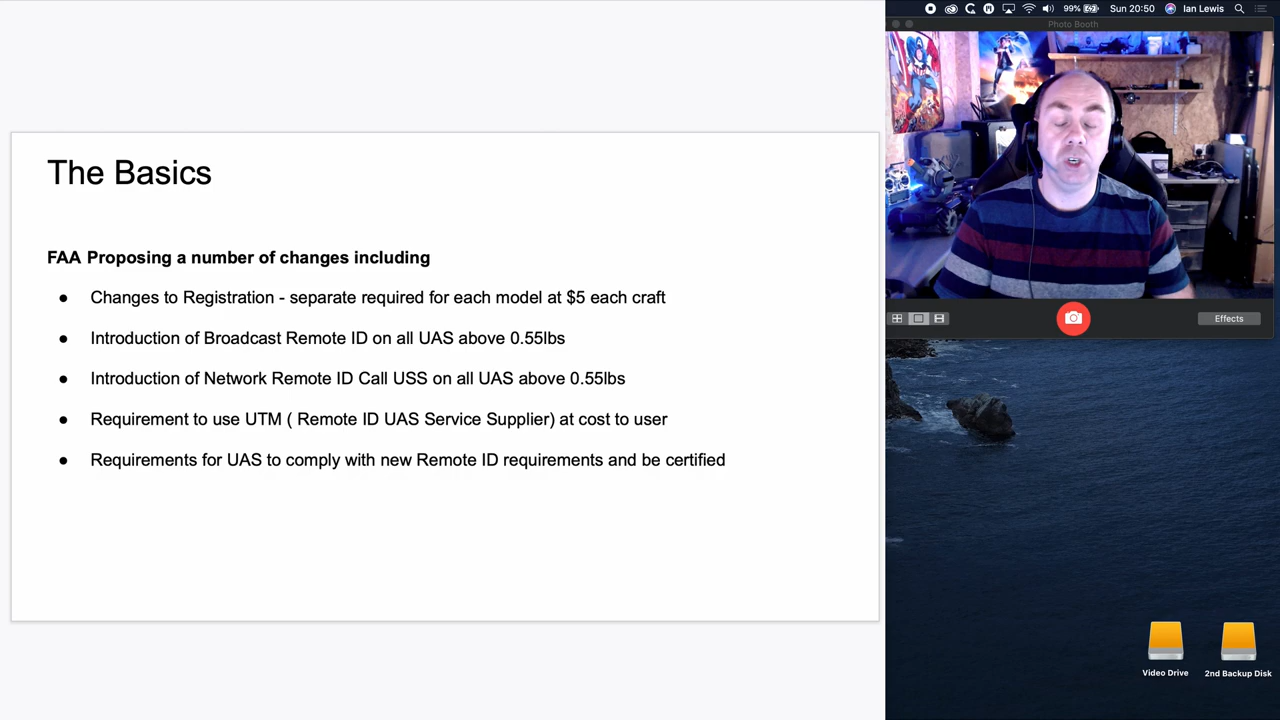 99% Sun 20:50 Ian Lewis
Photo Booth
The Basics
FAA Proposing a number of changes including
● Changes to Registration - separate required for each model at $5 each craft
● Introduction of Broadcast Remote ID on all UAS above 0.55lbs
● Introduction of Network Remote ID Call USS on all UAS above 0.55lbs
● Requirement to use UTM ( Remote ID UAS Service Supplier) at cost to user
● Requirements for UAS to comply with new Remote ID requirements and be certified
Effects
Video Drive
2nd Backup Disk